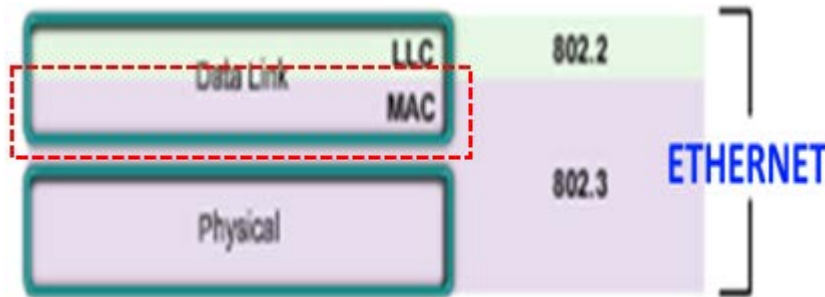 LLC
802.2
Data Link
MAC
ETHERNET
802.3
Physical